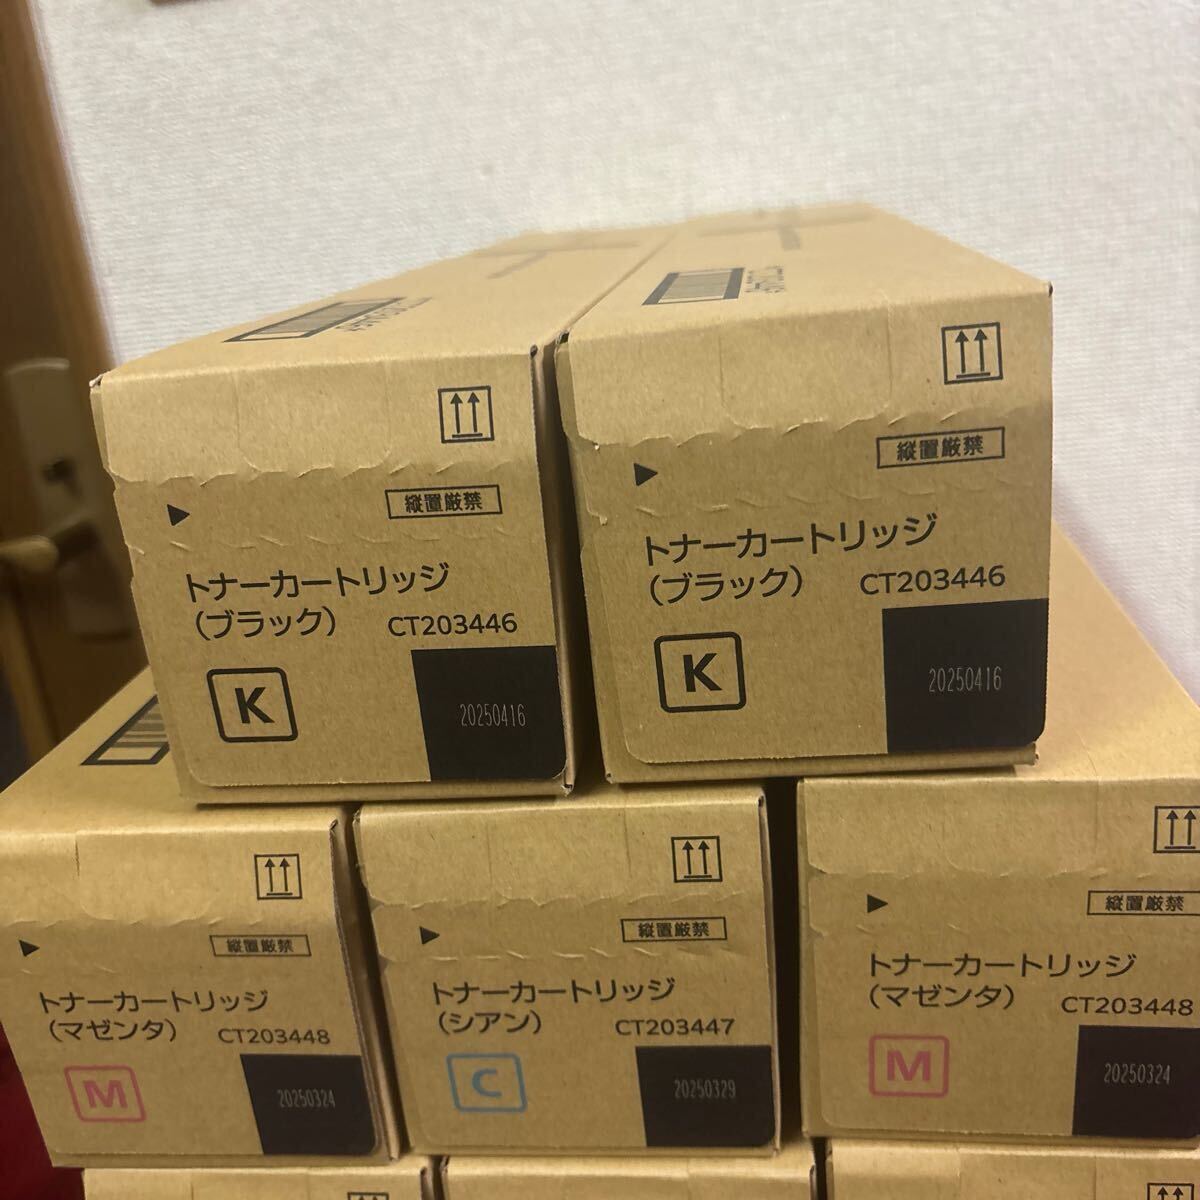 縦置厳禁
トナーカートリッジ
(ブラック) CT203446
K
20250416
縦置厳禁
トナーカートリッジ
(ブラック) CT203446
K
20250416
縦置厳禁
トナーカートリッジ
(マゼンタ) CT203448
M
20250324
縦置厳禁
トナーカートリッジ
(シアン) CT203447
C
20250329
縦置厳禁
トナーカートリッジ
(マゼンタ) CT203448
M
20250324